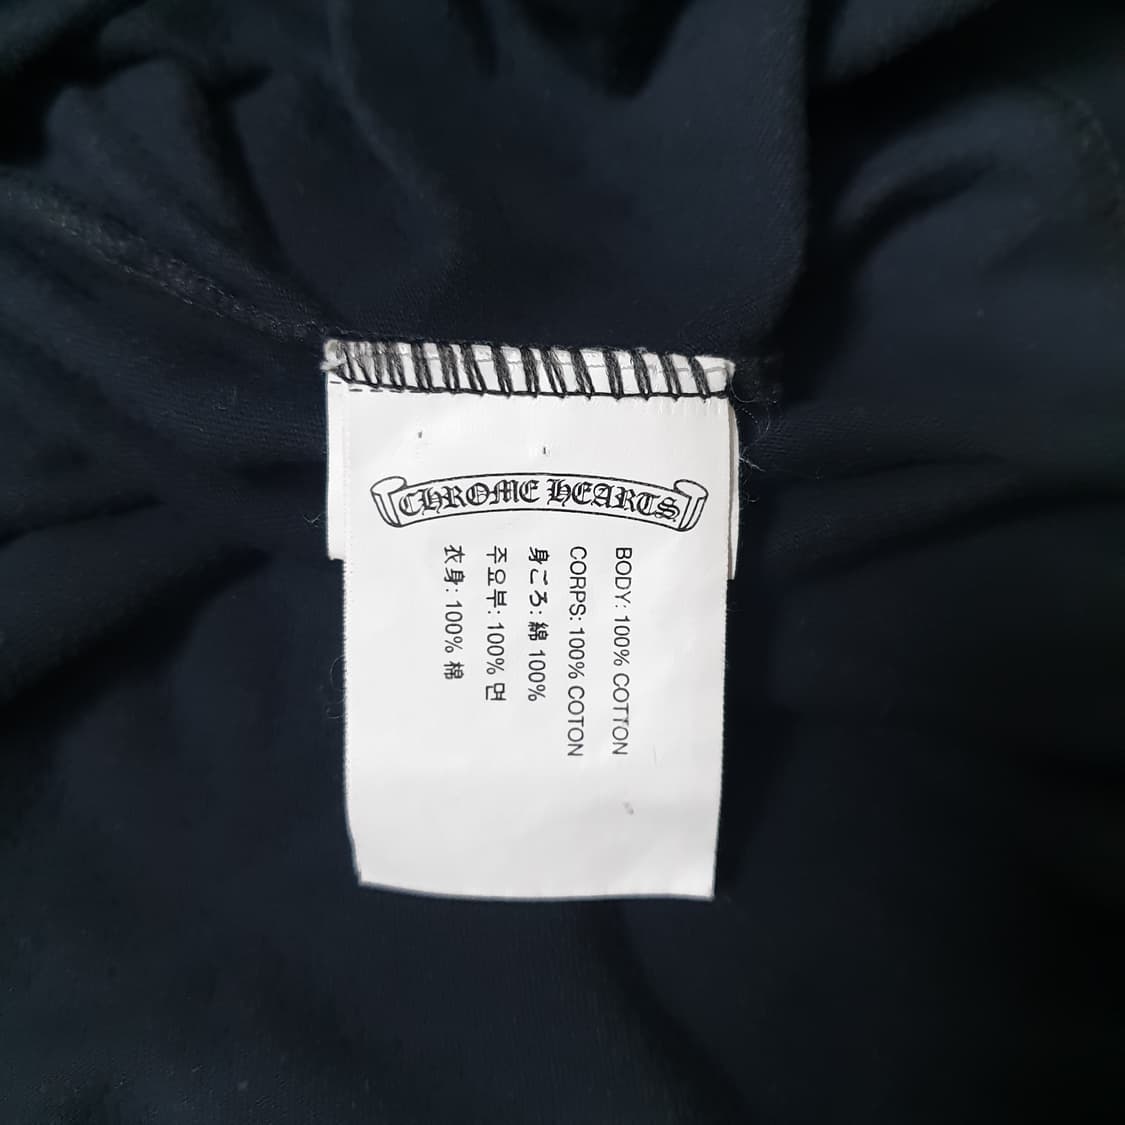 CHROME HEARTS
BODY: 100% COTTON
CORPS: 100% COTON
身ごろ: 綿 100%
주요부: 100% 면
衣身: 100% 棉